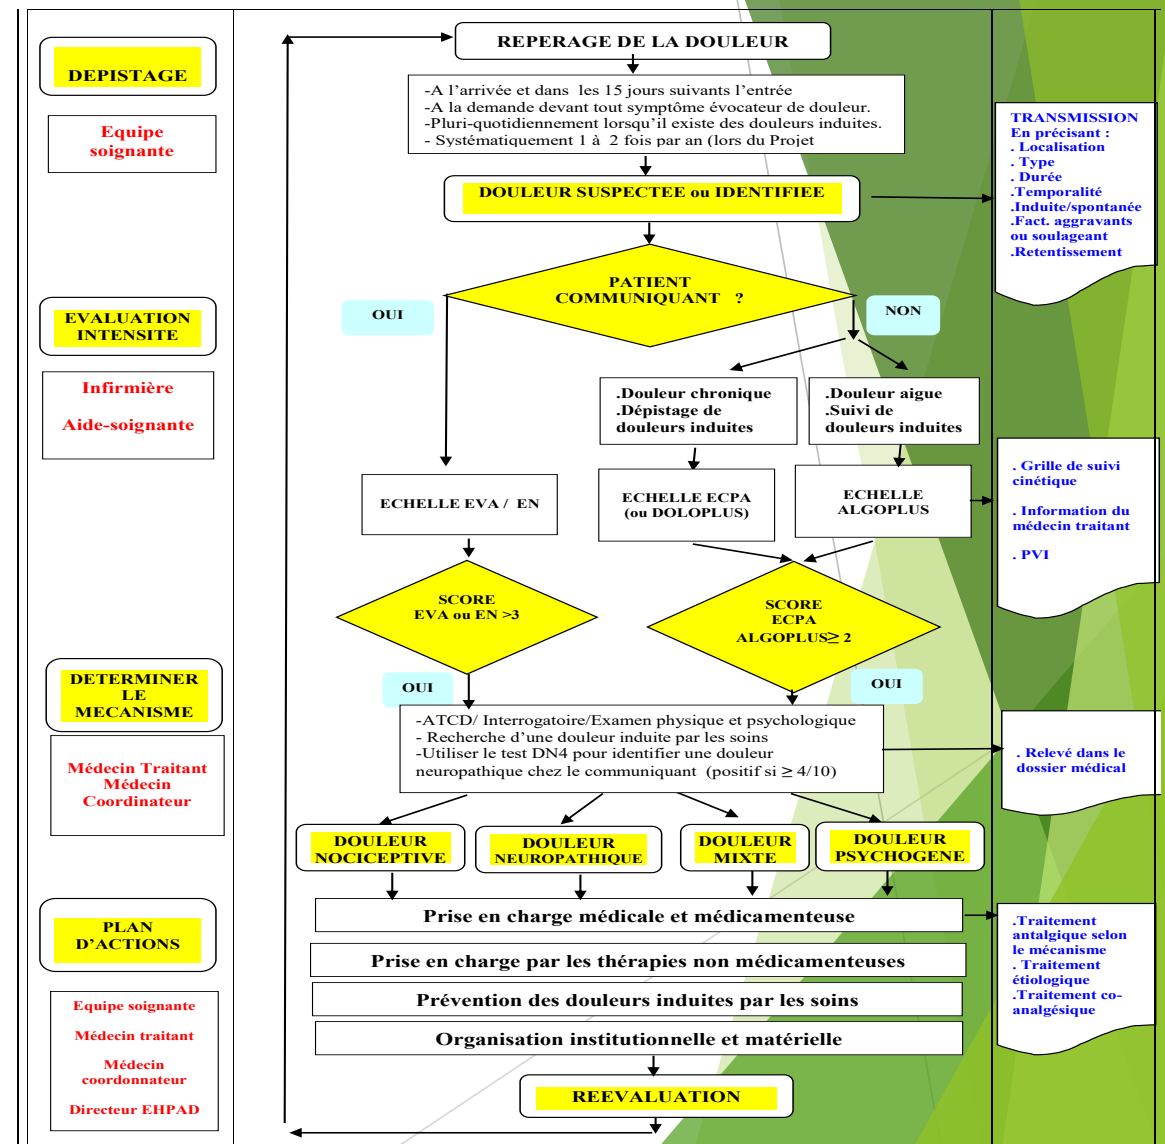 DEPISTAGE
Equipe
soignante
REPERAGE DE LA DOULEUR
-A l’arrivée et dans les 15 jours suivants l’entrée
-A la demande devant tout symptôme évocateur de douleur.
-Pluri-quotidiennement lorsqu’il existe des douleurs induites.
- Systématiquement 1 à 2 fois par an (lors du Projet
DOULEUR SUSPECTEE ou IDENTIFIEE
TRANSMISSION
En précisant :
. Localisation
. Type
. Durée
.Temporalité
.Induite/spontanée
.Fact. aggravants
ou soulageant
.Retentissement
PATIENT
COMMUNIQUANT ?
OUI
NON
EVALUATION
INTENSITE
Infirmière
Aide-soignante
.Douleur chronique
.Dépistage de
douleurs induites
.Douleur aigue
.Suivi de
douleurs induites
ECHELLE EVA / EN
ECHELLE ECPA
(ou DOLOPLUS)
ECHELLE
ALGOPLUS
. Grille de suivi
cinétique
. Information du
médecin traitant
. PVI
SCORE
EVA ou EN >3
SCORE
ECPA
ALGOPLUS≥ 2
OUI
OUI
DETERMINER
LE
MECANISME
Médecin Traitant
Médecin
Coordinateur
-ATCD/ Interrogatoire/Examen physique et psychologique
- Recherche d’une douleur induite par les soins
-Utiliser le test DN4 pour identifier une douleur
neuropathique chez le communiquant (positif si ≥ 4/10)
. Relevé dans le
dossier médical
DOULEUR
NOCICEPTIVE
DOULEUR
NEUROPATHIQUE
DOULEUR
MIXTE
DOULEUR
PSYCHOGENE
PLAN
D’ACTIONS
Equipe soignante
Médecin traitant
Médecin
coordonnateur
Directeur EHPAD
Prise en charge médicale et médicamenteuse
Prise en charge par les thérapies non médicamenteuses
Prévention des douleurs induites par les soins
Organisation institutionnelle et matérielle
.Traitement
antalgique selon
le mécanisme
. Traitement
étiologique
.Traitement co-
analgésique
REEVALUATION